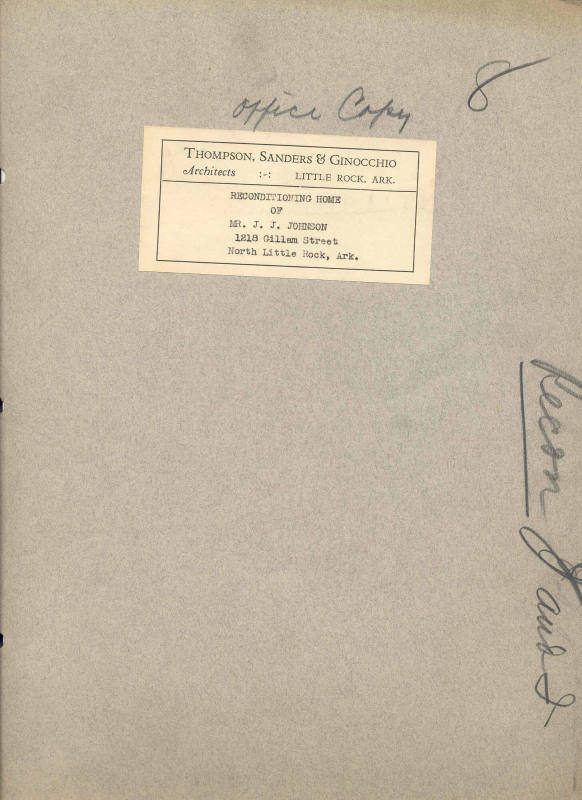 8
office Copy
THOMPSON, SANDERS & GINOCCHIO
Architects :-: LITTLE ROCK, ARK.
RECONDITIONING HOME
OF
MR. J. J. JOHNSON
1218 Gillam Street
North Little Rock, Ark.
Recon J and I